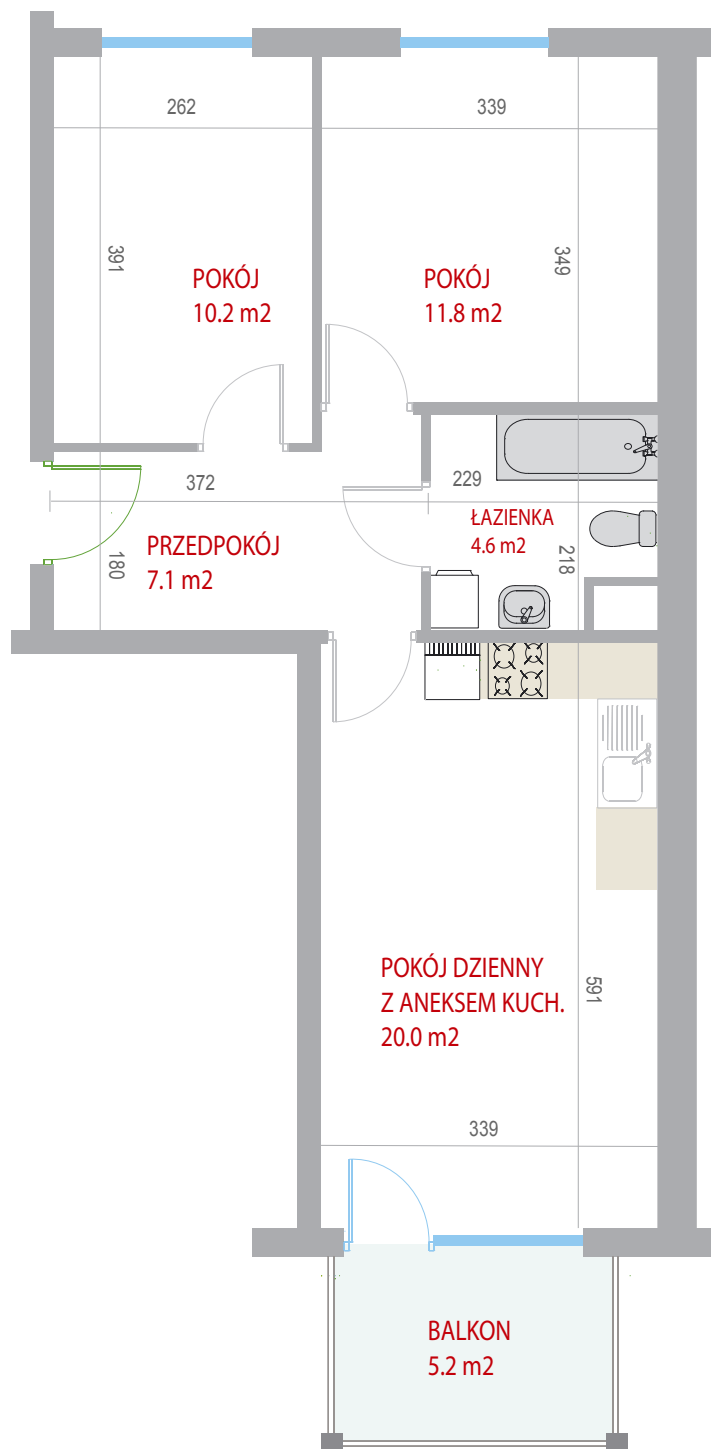 262
339
391
349
POKÓJ
10.2 m2
POKÓJ
11.8 m2
372
229
ŁAZIENKA
4.6 m2
PRZEDPOKÓJ
7.1 m2
180
218
POKÓJ DZIENNY
Z ANEKSEM KUCH.
20.0 m2
591
339
BALKON
5.2 m2